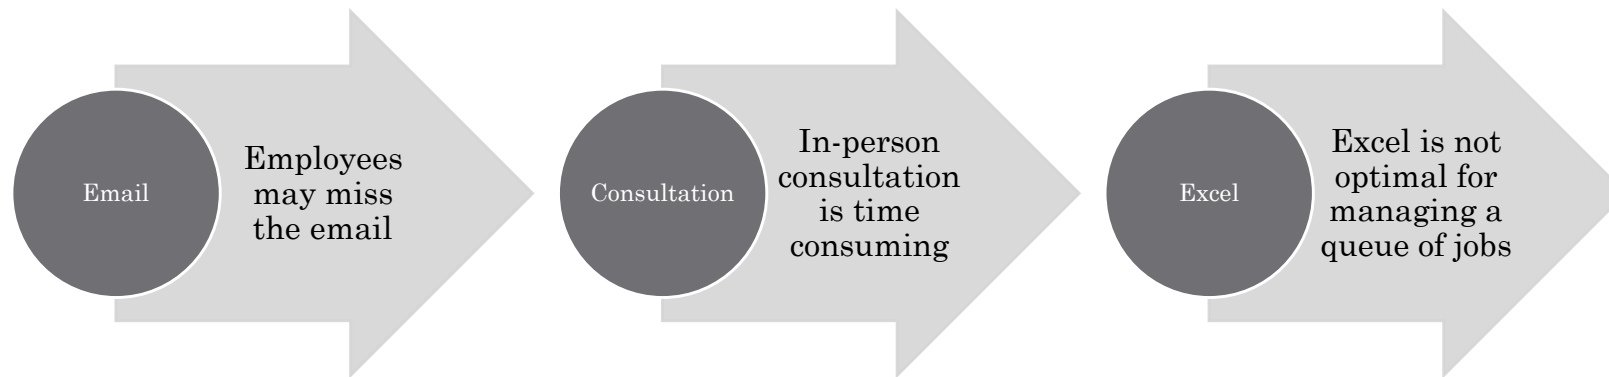 Email
Employees
may miss
the email
Consultation
In-person
consultation
is time
consuming
Excel
Excel is not
optimal for
managing a
queue of jobs